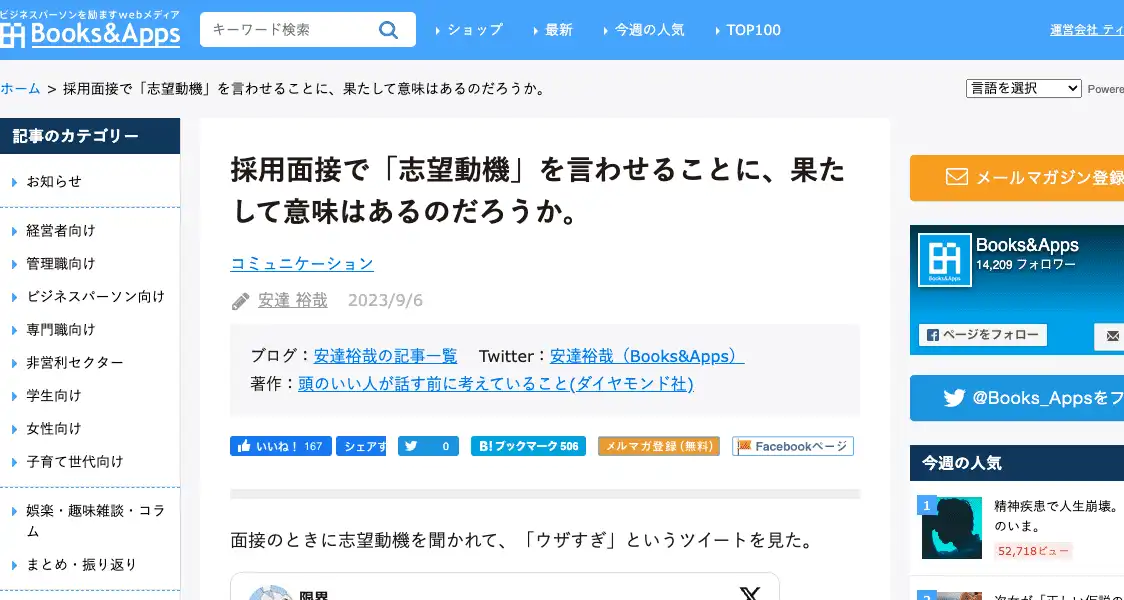 ビジネスパーソンを励ますwebメディア
Books&Apps
キーワード検索
ショップ
最新
今週の人気
TOP100
運営会社 ティ
ホーム > 採用面接で「志望動機」を言わせることに、果たして意味はあるのだろうか。
言語を選択
Powere
記事のカテゴリー
お知らせ
経営者向け
管理職向け
ビジネスパーソン向け
専門職向け
非営利セクター
学生向け
女性向け
子育て世代向け
娯楽・趣味雑談・コラ
ム
まとめ・振り返り
採用面接で「志望動機」を言わせることに、果た
して意味はあるのだろうか。
コミュニケーション
安達 裕哉 2023/9/6
ブログ：安達裕哉の記事一覧 Twitter：安達裕哉（Books&Apps）
著作：頭のいい人が話す前に考えていること(ダイヤモンド社)
いいね！ 167
シェアす
0
B!ブックマーク 506
メルマガ登録（無料）
Facebookページ
面接のときに志望動機を聞かれて、「ウザすぎ」というツイートを見た。
限界
X
メールマガジン登録
Books&Apps
Books&Apps
14,209 フォロワー
ページをフォロー
@Books_Appsをフ
今週の人気
1
精神疾患で人生崩壊。
のいま。
52,718ビュー
2